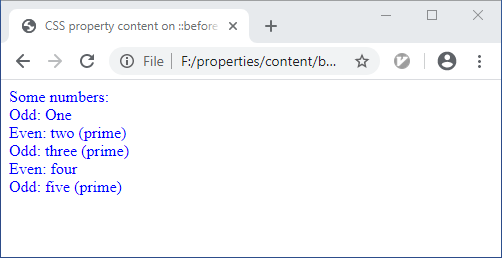 CSS property content on ::before
File
F:/properties/content/b...
Some numbers:
Odd: One
Even: two (prime)
Odd: three (prime)
Even: four
Odd: five (prime)